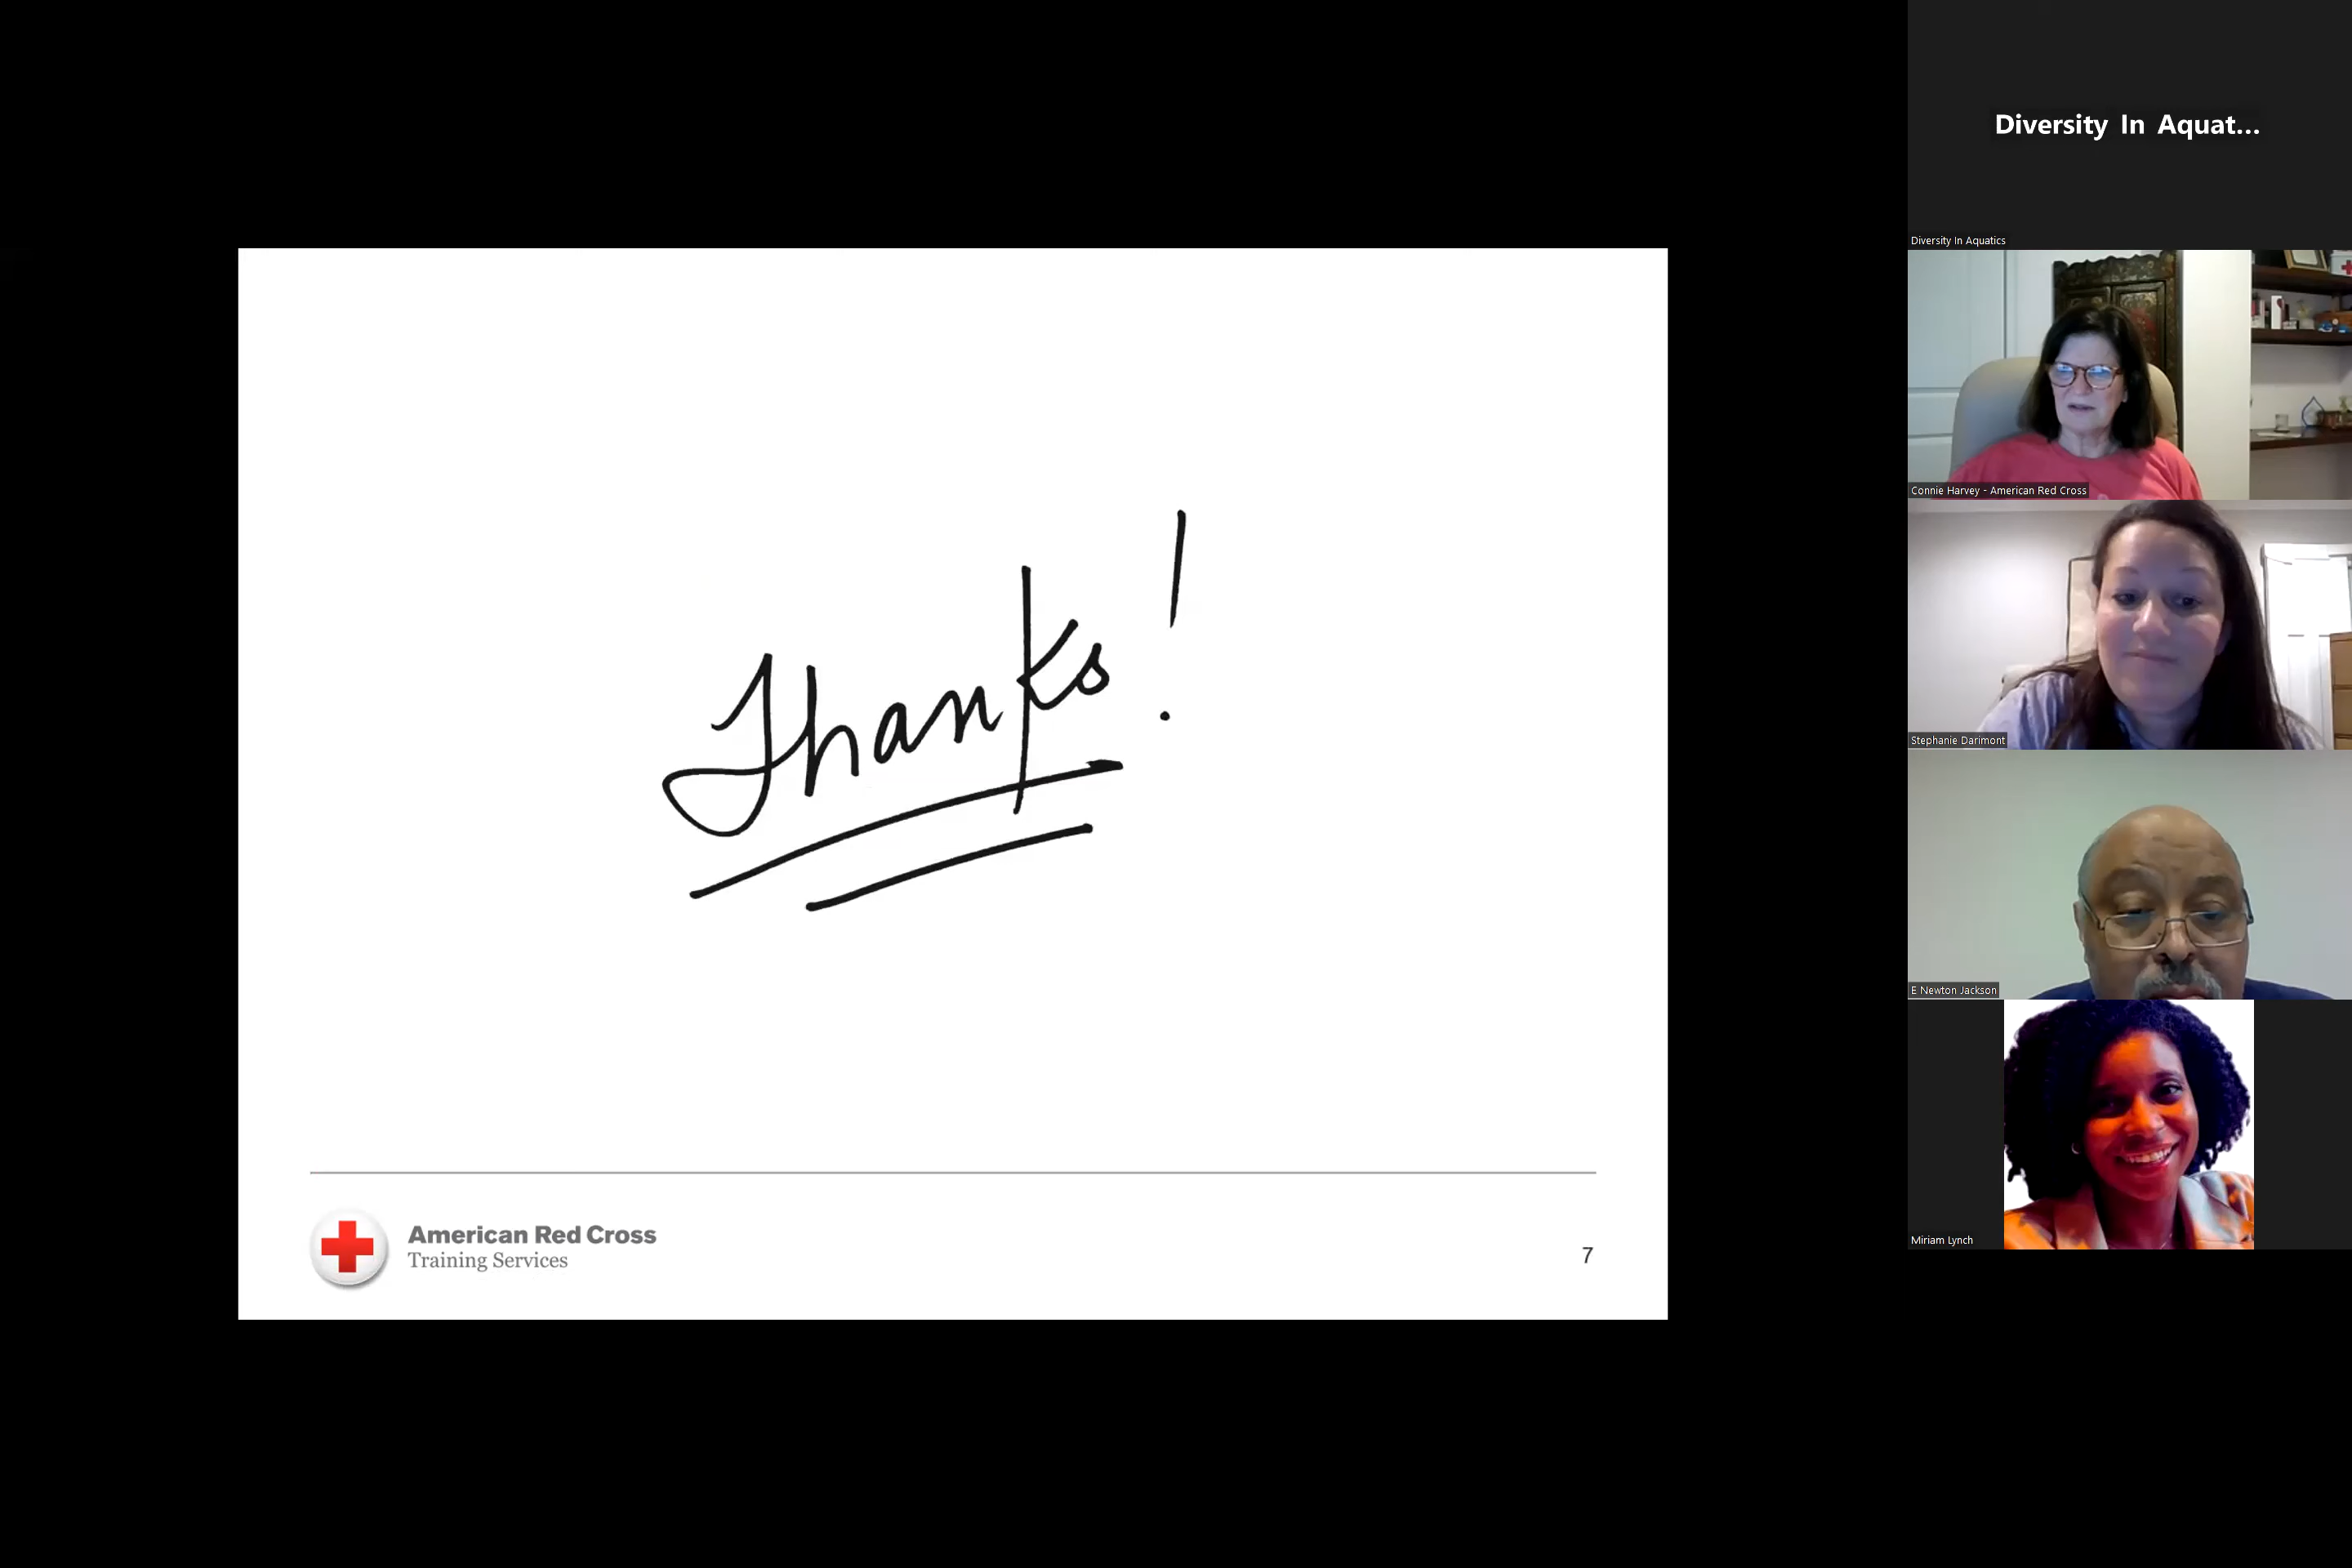 Thanks!
American Red Cross
Training Services
7
Diversity In Aquat...
Diversity In Aquatics
Connie Harvey - American Red Cross
Stephanie Darimont
E Newton Jackson
Miriam Lynch